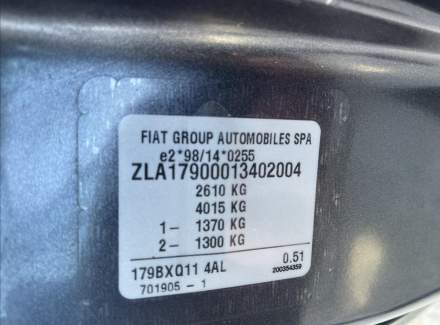 FIAT GROUP AUTOMOBILES SPA
e2*98/14*0255
ZLA17900013402004
2610 KG
4015 KG
1- 1370 KG
2- 1300 KG
179BXQ11 4AL 0.51
701905 - 1 200354359